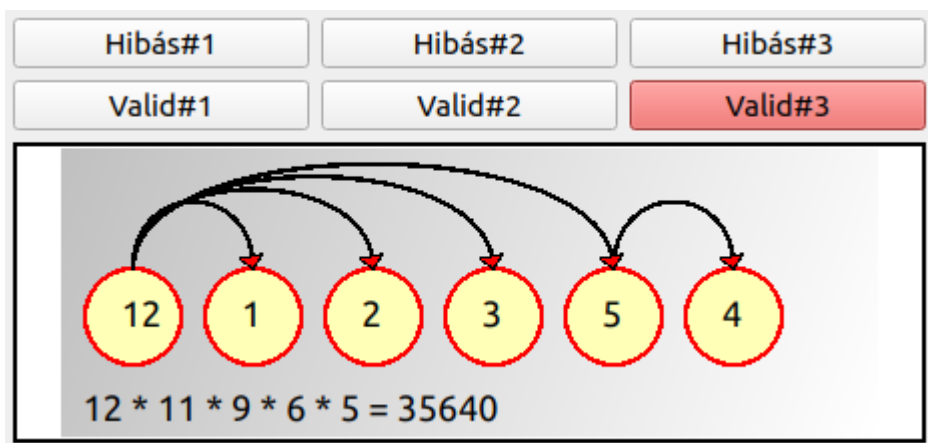 Hibás#1 Hibás#2 Hibás#3
Valid#1 Valid#2 Valid#3
12 1 2 3 5 4
12 * 11 * 9 * 6 * 5 = 35640